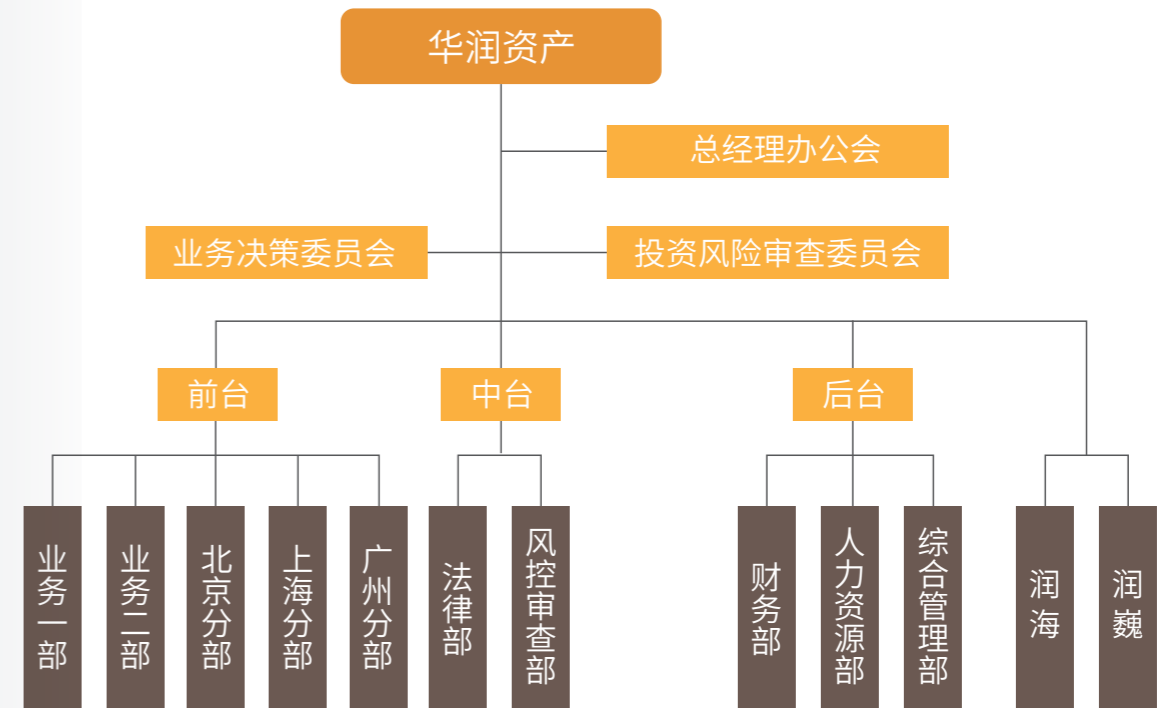 华润资产
总经理办公会
业务决策委员会
投资风险审查委员会
前台
中台
后台
业务一部
业务二部
北京分部
上海分部
广州分部
法律部
风控审查部
财务部
人力资源部
综合管理部
润海
润巍